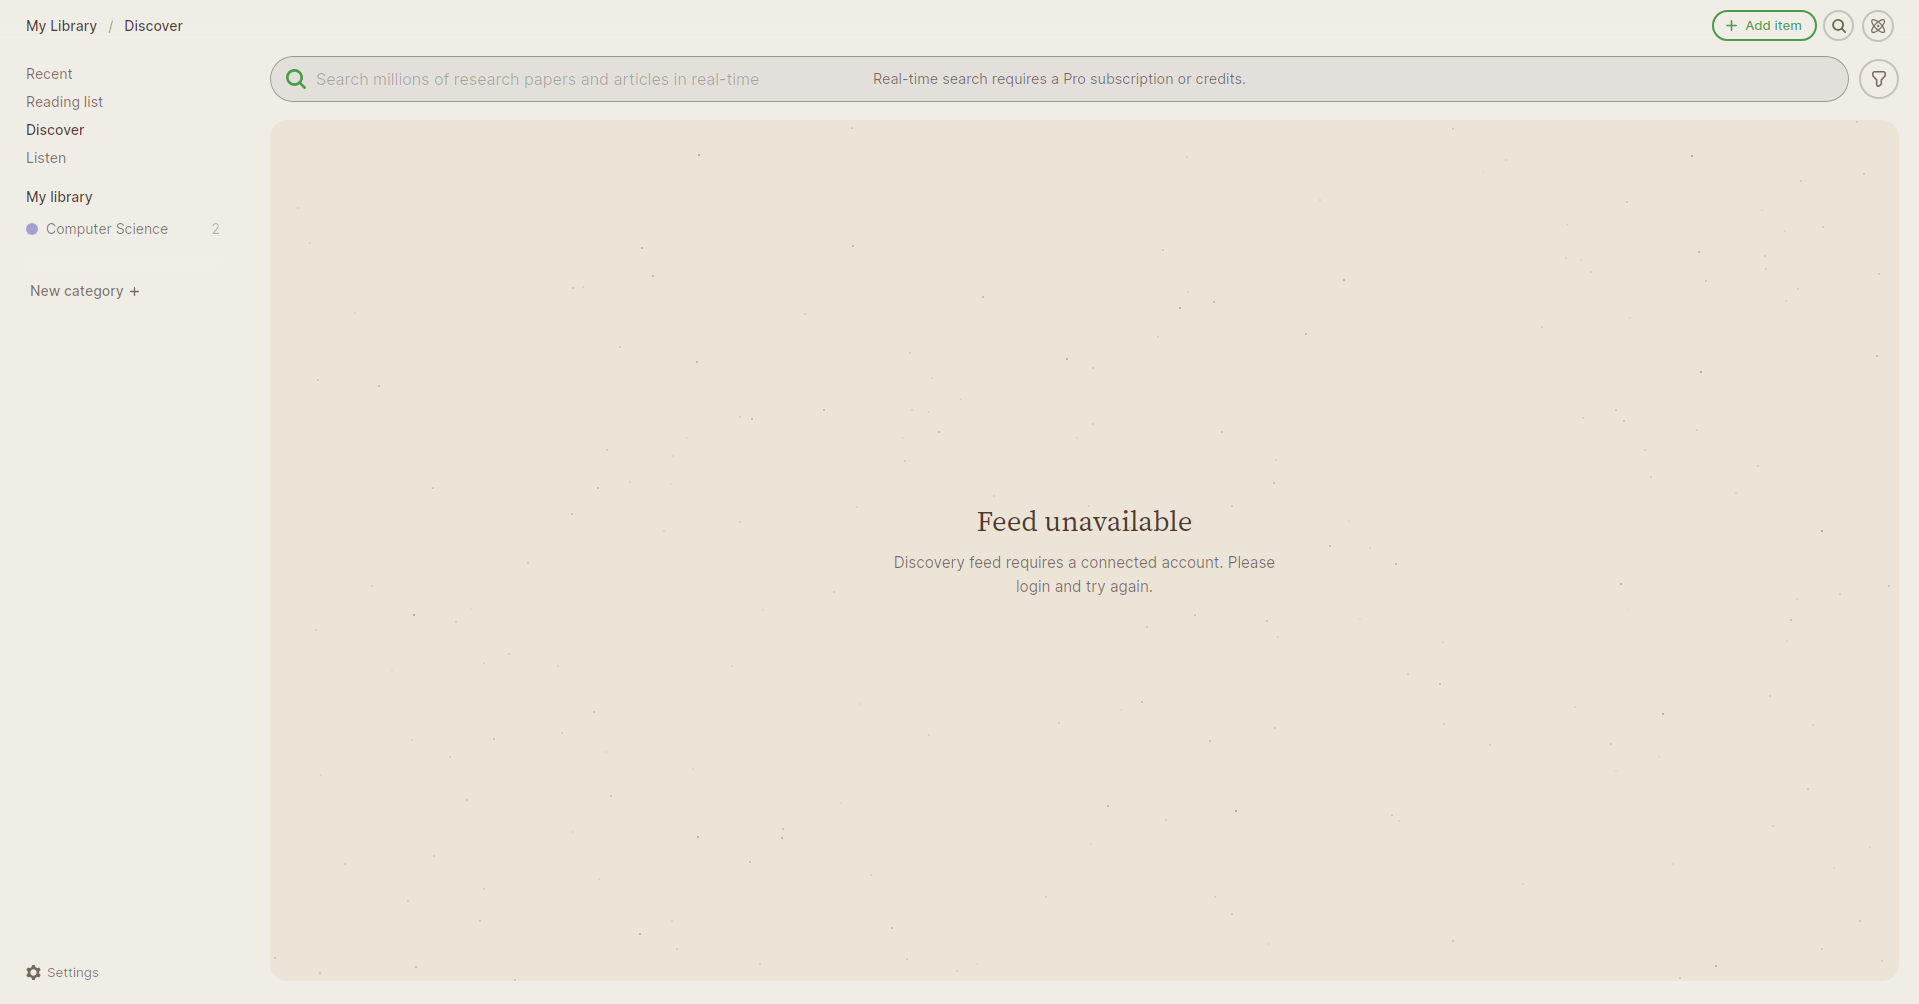 My Library / Discover
Add item
Recent
Reading list
Discover
Listen
My library
Computer Science 2
New category +
Settings
Search millions of research papers and articles in real-time
Real-time search requires a Pro subscription or credits.
Feed unavailable
Discovery feed requires a connected account. Please
login and try again.